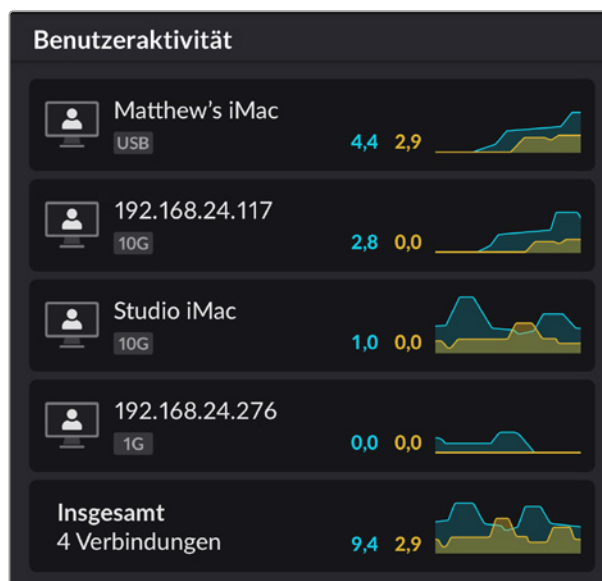 Benutzeraktivität
Matthew's iMac
USB
4,4 2,9
192.168.24.117
10G
2,8 0,0
Studio iMac
10G
1,0 0,0
192.168.24.276
1G
0,0 0,0
Insgesamt
4 Verbindungen
9,4 2,9